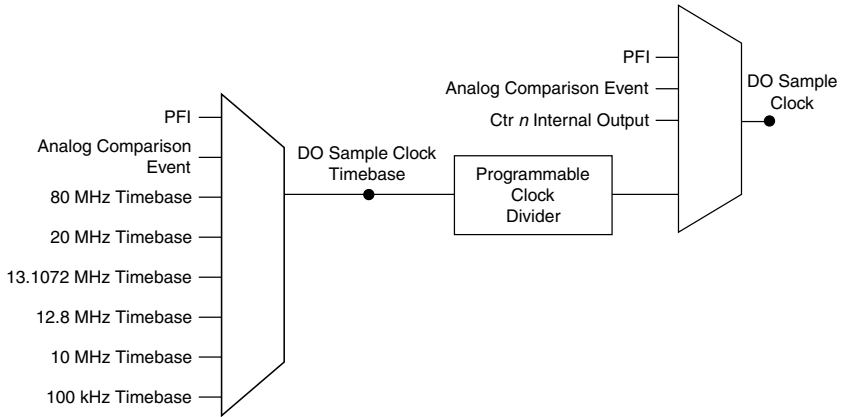 PFI
Analog Comparison
Event
80 MHz Timebase
20 MHz Timebase
13.1072 MHz Timebase
12.8 MHz Timebase
10 MHz Timebase
100 kHz Timebase
DO Sample Clock
Timebase
Programmable
Clock
Divider
PFI
Analog Comparison Event
Ctr n Internal Output
DO Sample
Clock